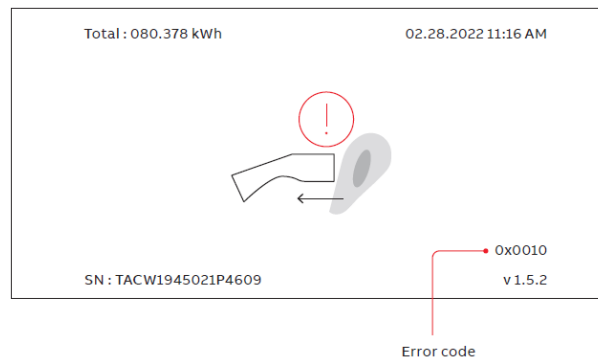 Total : 080.378 kWh
02.28.2022 11:16 AM
!
0x0010
SN : TACW1945021P4609
v 1.5.2
Error code